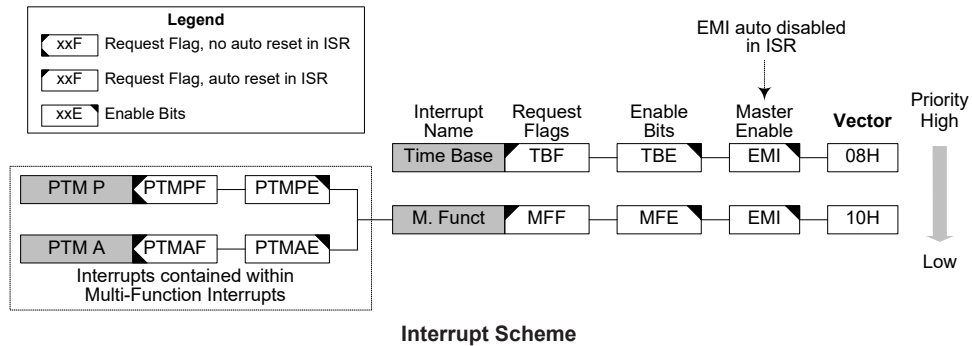 Legend
xxF Request Flag, no auto reset in ISR
xxF Request Flag, auto reset in ISR
xxE Enable Bits
EMI auto disabled
in ISR
Interrupt
Name
Request
Flags
Enable
Bits
Master
Enable
Vector
Priority
High
Time Base TBF TBE EMI 08H
PTM P PTMPF PTMPE
M. Funct MFF MFE EMI 10H
PTM A PTMAF PTMAE
Low
Interrupts contained within
Multi-Function Interrupts
Interrupt Scheme